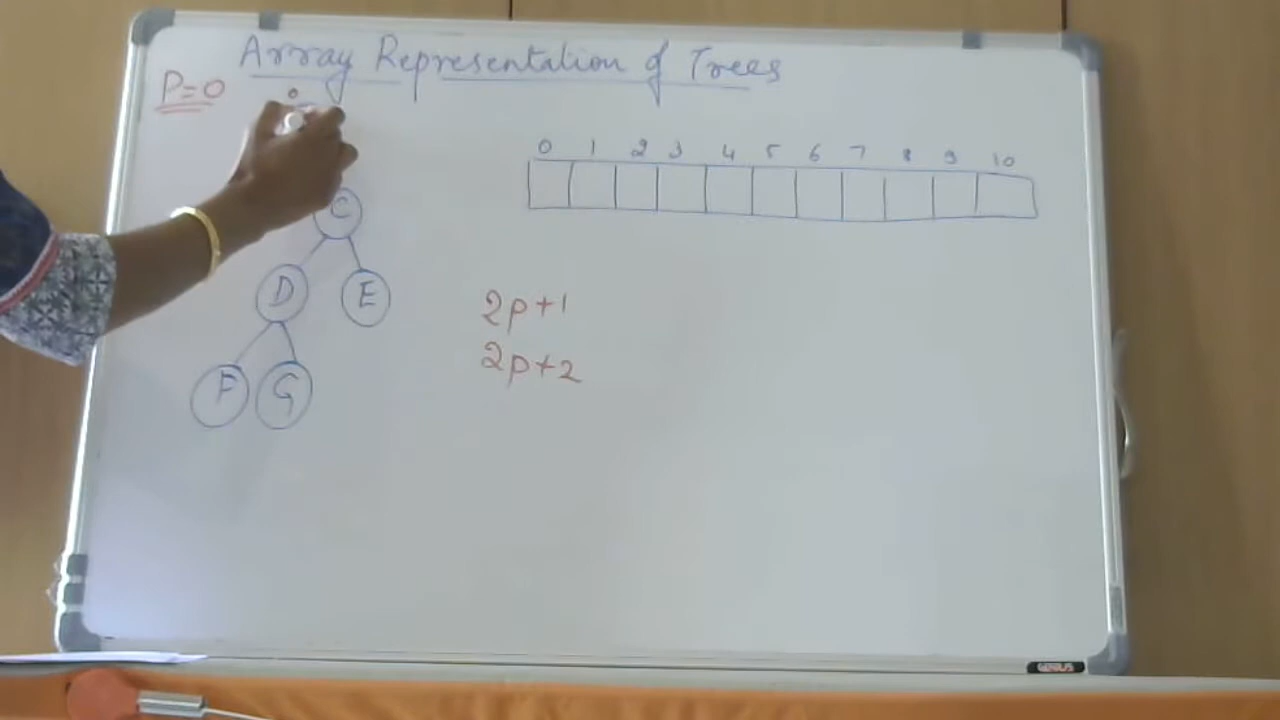 Array Representation of Trees
P=0
0
0 1 2 3 4 5 6 7 8 9 10
C
D E
2p+1
2p+2
F G